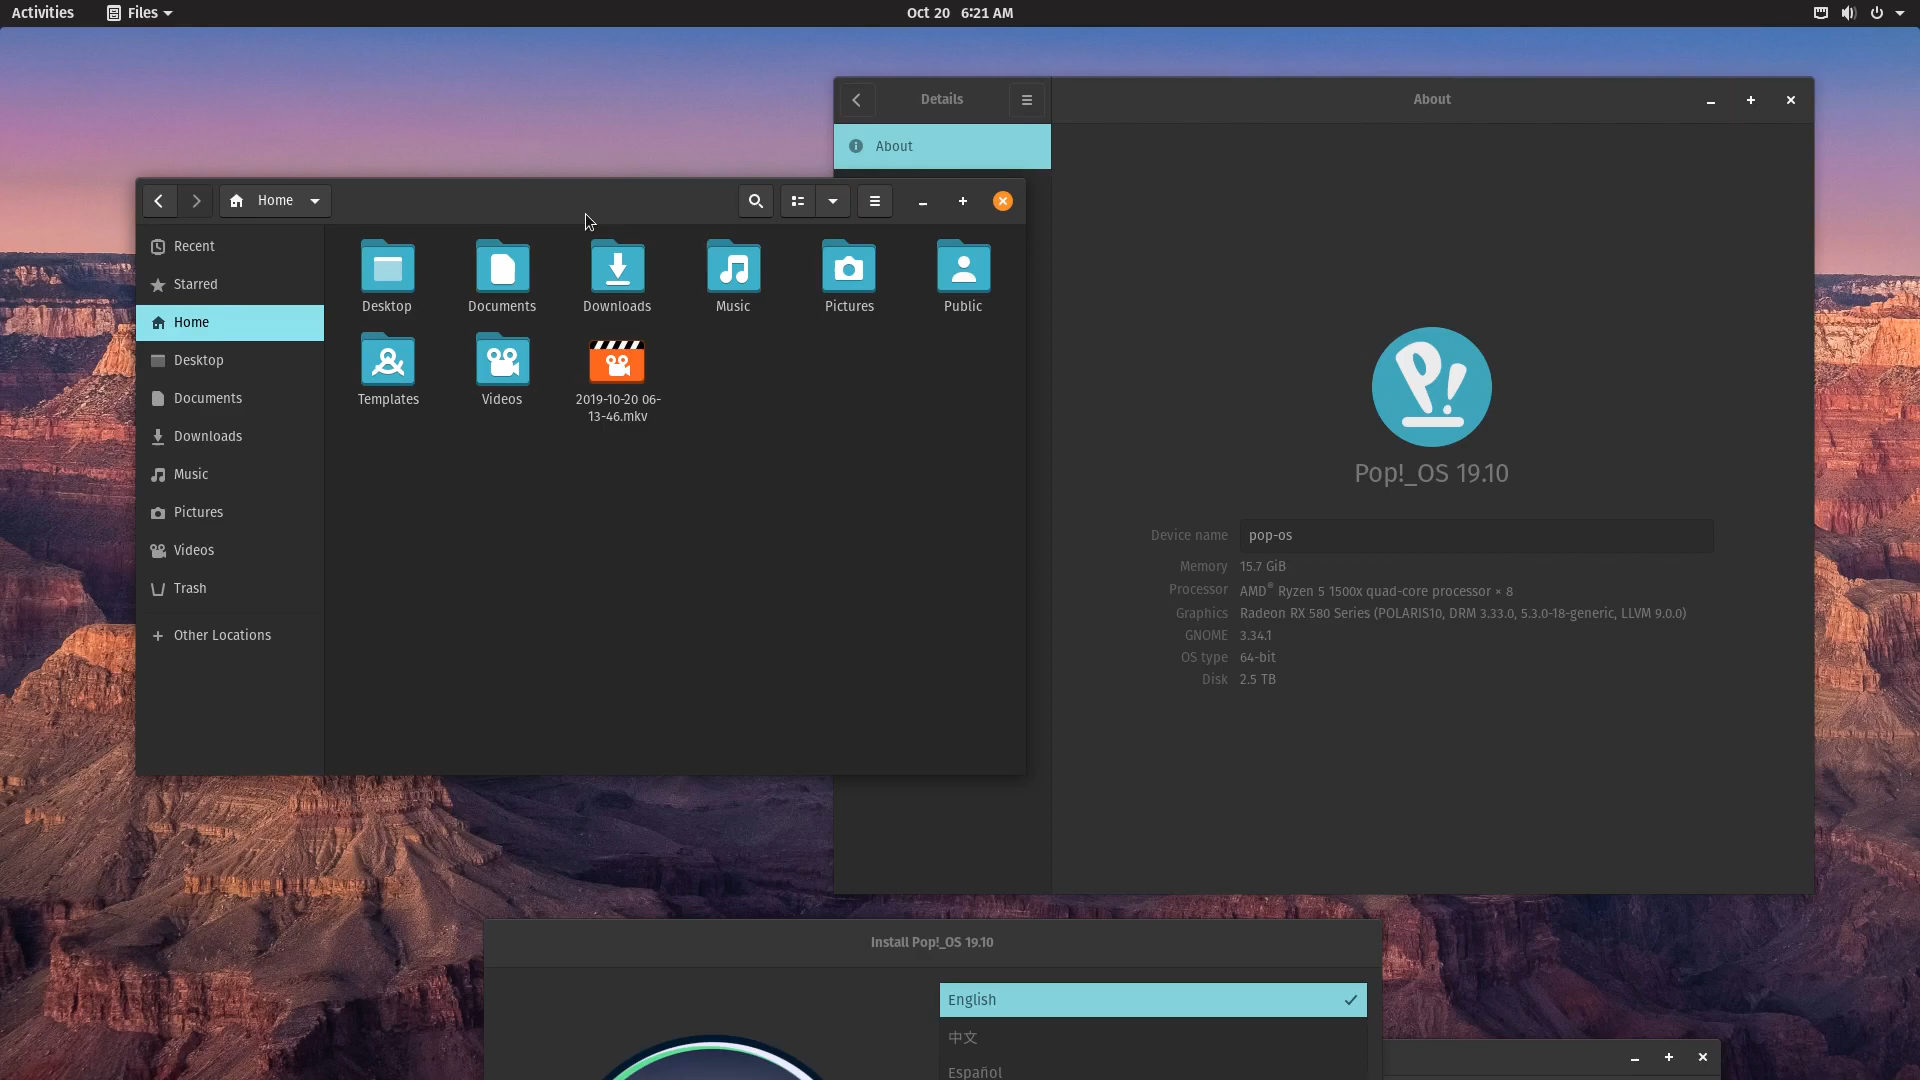 Activities
Files
Oct 20 6:21 AM
Details
About
About
Home
Recent
Starred
Home
Desktop
Documents
Downloads
Music
Pictures
Videos
Trash
Other Locations
Desktop
Documents
Downloads
Music
Pictures
Public
Templates
Videos
2019-10-20 06-
13-46.mkv
Pop!_OS 19.10
Device name pop-os
Memory 15.7 GiB
Processor AMD® Ryzen 5 1500x quad-core processor × 8
Graphics Radeon RX 580 Series (POLARIS10, DRM 3.33.0, 5.3.0-18-generic, LLVM 9.0.0)
GNOME 3.34.1
OS type 64-bit
Disk 2.5 TB
Install Pop!_OS 19.10
English
中文
Español